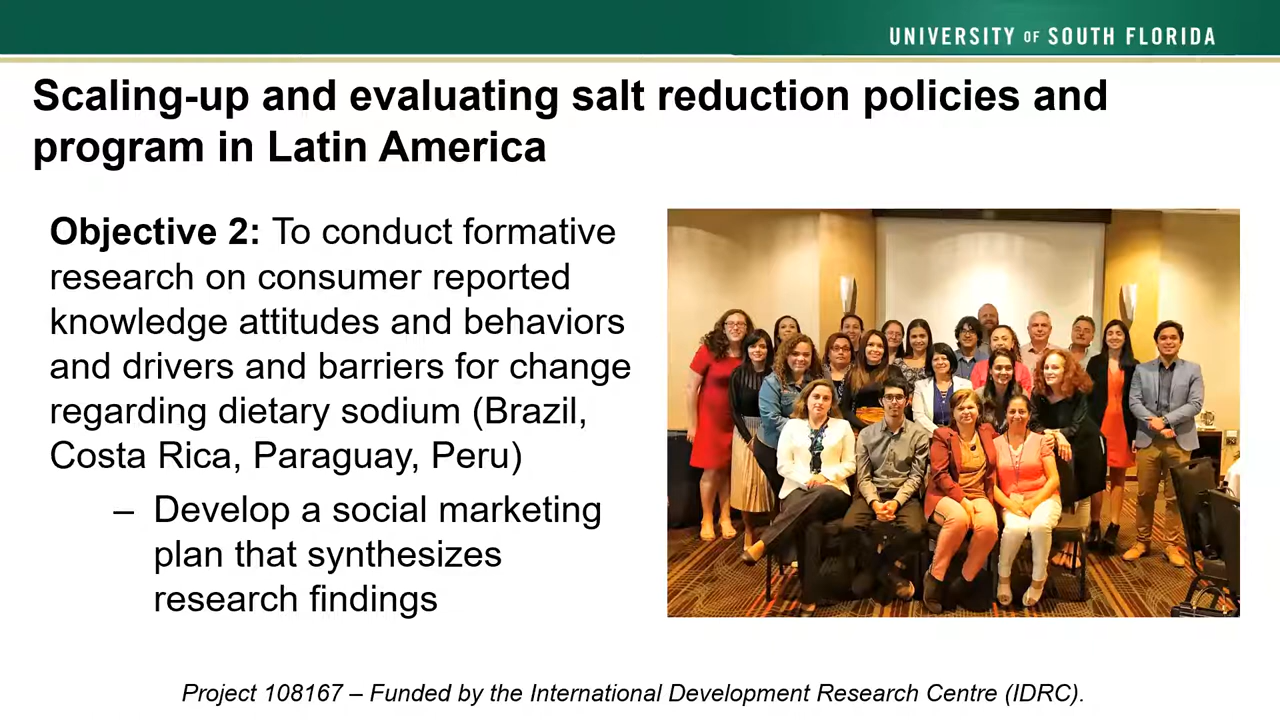 UNIVERSITY OF SOUTH FLORIDA
Scaling-up and evaluating salt reduction policies and
program in Latin America
Objective 2: To conduct formative
research on consumer reported
knowledge attitudes and behaviors
and drivers and barriers for change
regarding dietary sodium (Brazil,
Costa Rica, Paraguay, Peru)
– Develop a social marketing
plan that synthesizes
research findings
Project 108167 – Funded by the International Development Research Centre (IDRC).